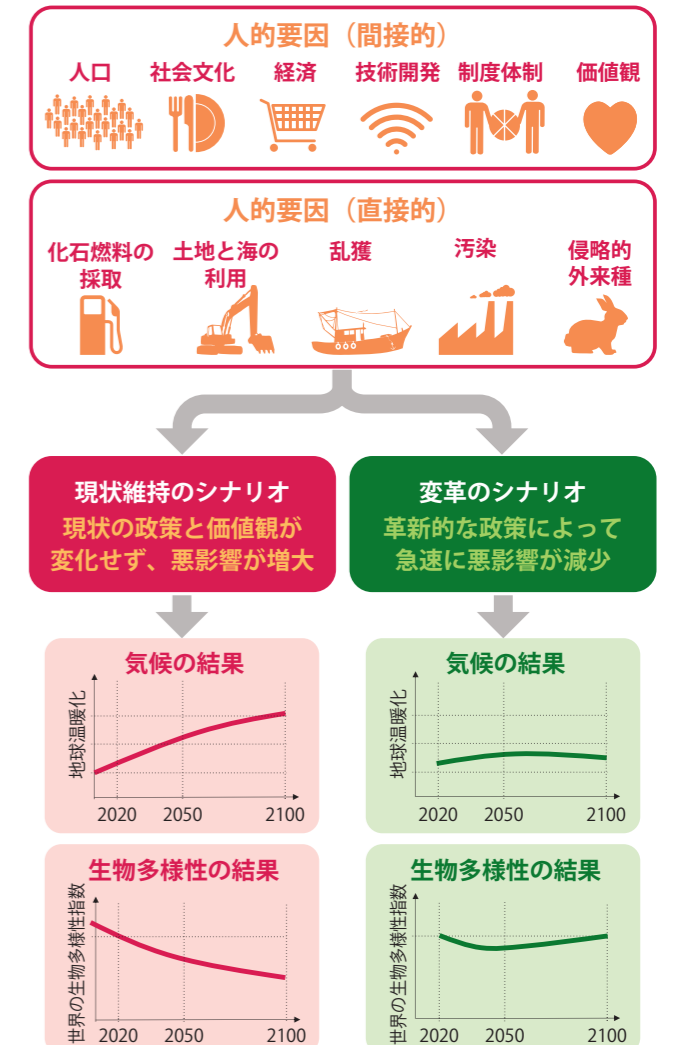 人的要因（間接的）
人口 社会文化 経済 技術開発 制度体制 価値観
人的要因（直接的）
化石燃料の
採取
土地と海の
利用
乱獲
汚染
侵略的
外来種
現状維持のシナリオ
現状の政策と価値観が
変化せず、悪影響が増大
変革のシナリオ
革新的な政策によって
急速に悪影響が減少
気候の結果
地球温暖化
2020 2050 2100
気候の結果
地球温暖化
2020 2050 2100
生物多様性の結果
世界の生物多様性指数
2020 2050 2100
生物多様性の結果
世界の生物多様性指数
2020 2050 2100